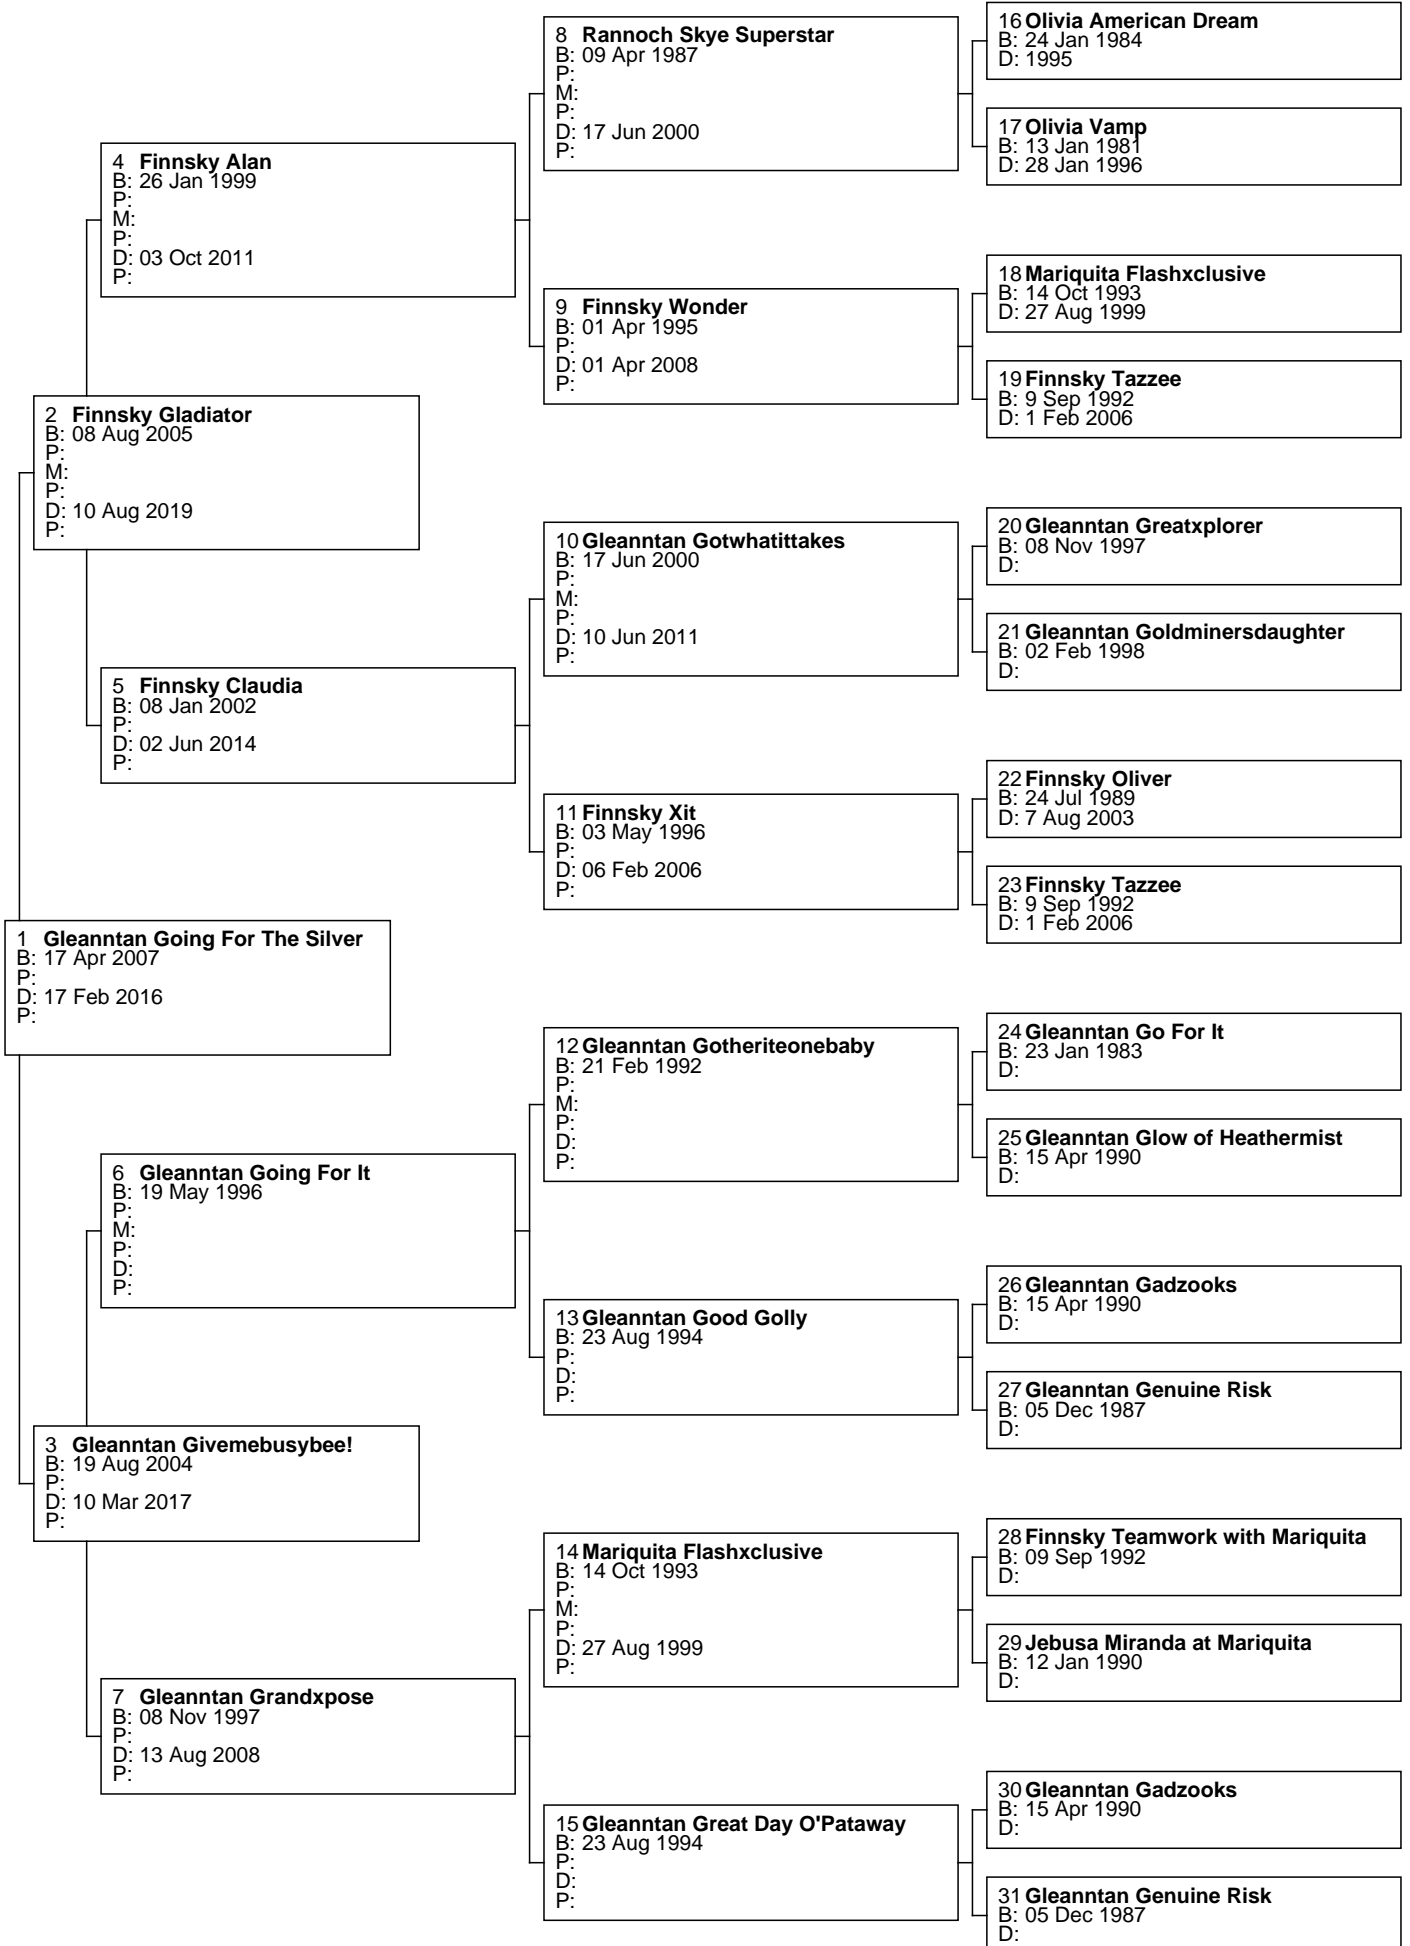 8 Rannoch Skye Superstar
B: 09 Apr 1987
P:
M:
P:
D: 17 Jun 2000
P:
16 Olivia American Dream
B: 24 Jan 1984
D: 1995
17 Olivia Vamp
B: 13 Jan 1981
D: 28 Jan 1996
4 Finnsky Alan
B: 26 Jan 1999
P:
M:
P:
D: 03 Oct 2011
P:
9 Finnsky Wonder
B: 01 Apr 1995
P:
D: 01 Apr 2008
P:
18 Mariquita Flashxclusive
B: 14 Oct 1993
D: 27 Aug 1999
19 Finnsky Tazzee
B: 9 Sep 1992
D: 1 Feb 2006
2 Finnsky Gladiator
B: 08 Aug 2005
P:
M:
P:
D: 10 Aug 2019
P:
10 Gleanntan Gotwhatittakes
B: 17 Jun 2000
P:
M:
P:
D: 10 Jun 2011
P:
20 Gleanntan Greatxplorer
B: 08 Nov 1997
D:
21 Gleanntan Goldminersdaughter
B: 02 Feb 1998
D:
5 Finnsky Claudia
B: 08 Jan 2002
P:
D: 02 Jun 2014
P:
11 Finnsky Xit
B: 03 May 1996
P:
D: 06 Feb 2006
P:
22 Finnsky Oliver
B: 24 Jul 1989
D: 7 Aug 2003
23 Finnsky Tazzee
B: 9 Sep 1992
D: 1 Feb 2006
1 Gleanntan Going For The Silver
B: 17 Apr 2007
P:
D: 17 Feb 2016
P:
12 Gleanntan Gotheriteonebaby
B: 21 Feb 1992
P:
M:
P:
D:
P:
24 Gleanntan Go For It
B: 23 Jan 1983
D:
25 Gleanntan Glow of Heathermist
B: 15 Apr 1990
D:
6 Gleanntan Going For It
B: 19 May 1996
P:
M:
P:
D:
P:
13 Gleanntan Good Golly
B: 23 Aug 1994
P:
D:
P:
26 Gleanntan Gadzooks
B: 15 Apr 1990
D:
27 Gleanntan Genuine Risk
B: 05 Dec 1987
D:
3 Gleanntan Givemebusybee!
B: 19 Aug 2004
P:
D: 10 Mar 2017
P:
14 Mariquita Flashxclusive
B: 14 Oct 1993
P:
M:
P:
D: 27 Aug 1999
P:
28 Finnsky Teamwork with Mariquita
B: 09 Sep 1992
D:
29 Jebusa Miranda at Mariquita
B: 12 Jan 1990
D:
7 Gleanntan Grandxpose
B: 08 Nov 1997
P:
D: 13 Aug 2008
P:
15 Gleanntan Great Day O'Pataway
B: 23 Aug 1994
P:
D:
P:
30 Gleanntan Gadzooks
B: 15 Apr 1990
D:
31 Gleanntan Genuine Risk
B: 05 Dec 1987
D: